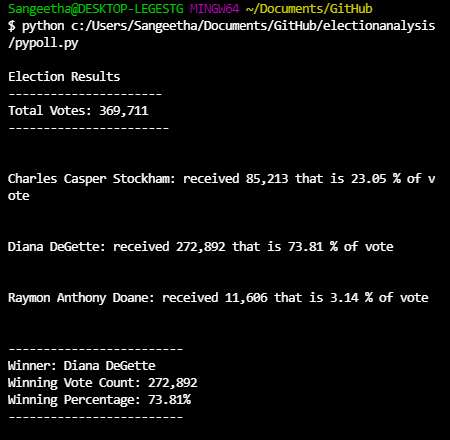 Sangeetha@DESKTOP-LEGESTG MINGW64 ~/Documents/GitHub
$ python c:/Users/Sangeetha/Documents/GitHub/electionanalysis
/pypoll.py
Election Results
----------------------
Total Votes: 369,711
-----------------------
Charles Casper Stockham: received 85,213 that is 23.05 % of v
ote
Diana DeGette: received 272,892 that is 73.81 % of vote
Raymon Anthony Doane: received 11,606 that is 3.14 % of vote
-------------------------
Winner: Diana DeGette
Winning Vote Count: 272,892
Winning Percentage: 73.81%
-------------------------